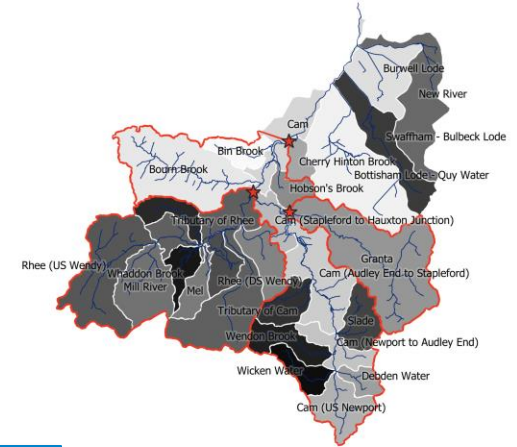 Burwell Lode
New River
Cam
Swaffham - Bulbeck Lode
Bin Brook
Cherry Hinton Brook
Bourn Brook
Bottisham Lode - Quy Water
Hobson's Brook
Tributary of Rhee
Cam (Stapleford to Hauxton Junction)
Granta
Rhee (US Wendy)
Whaddon Brook
Cam (Audley End to Stapleford)
Rhee (DS Wendy)
Mill River
Mel
Tributary of Cam
Slade
Wendon Brook
Cam (Newport to Audley End)
Wicken Water
Debden Water
Cam (US Newport)